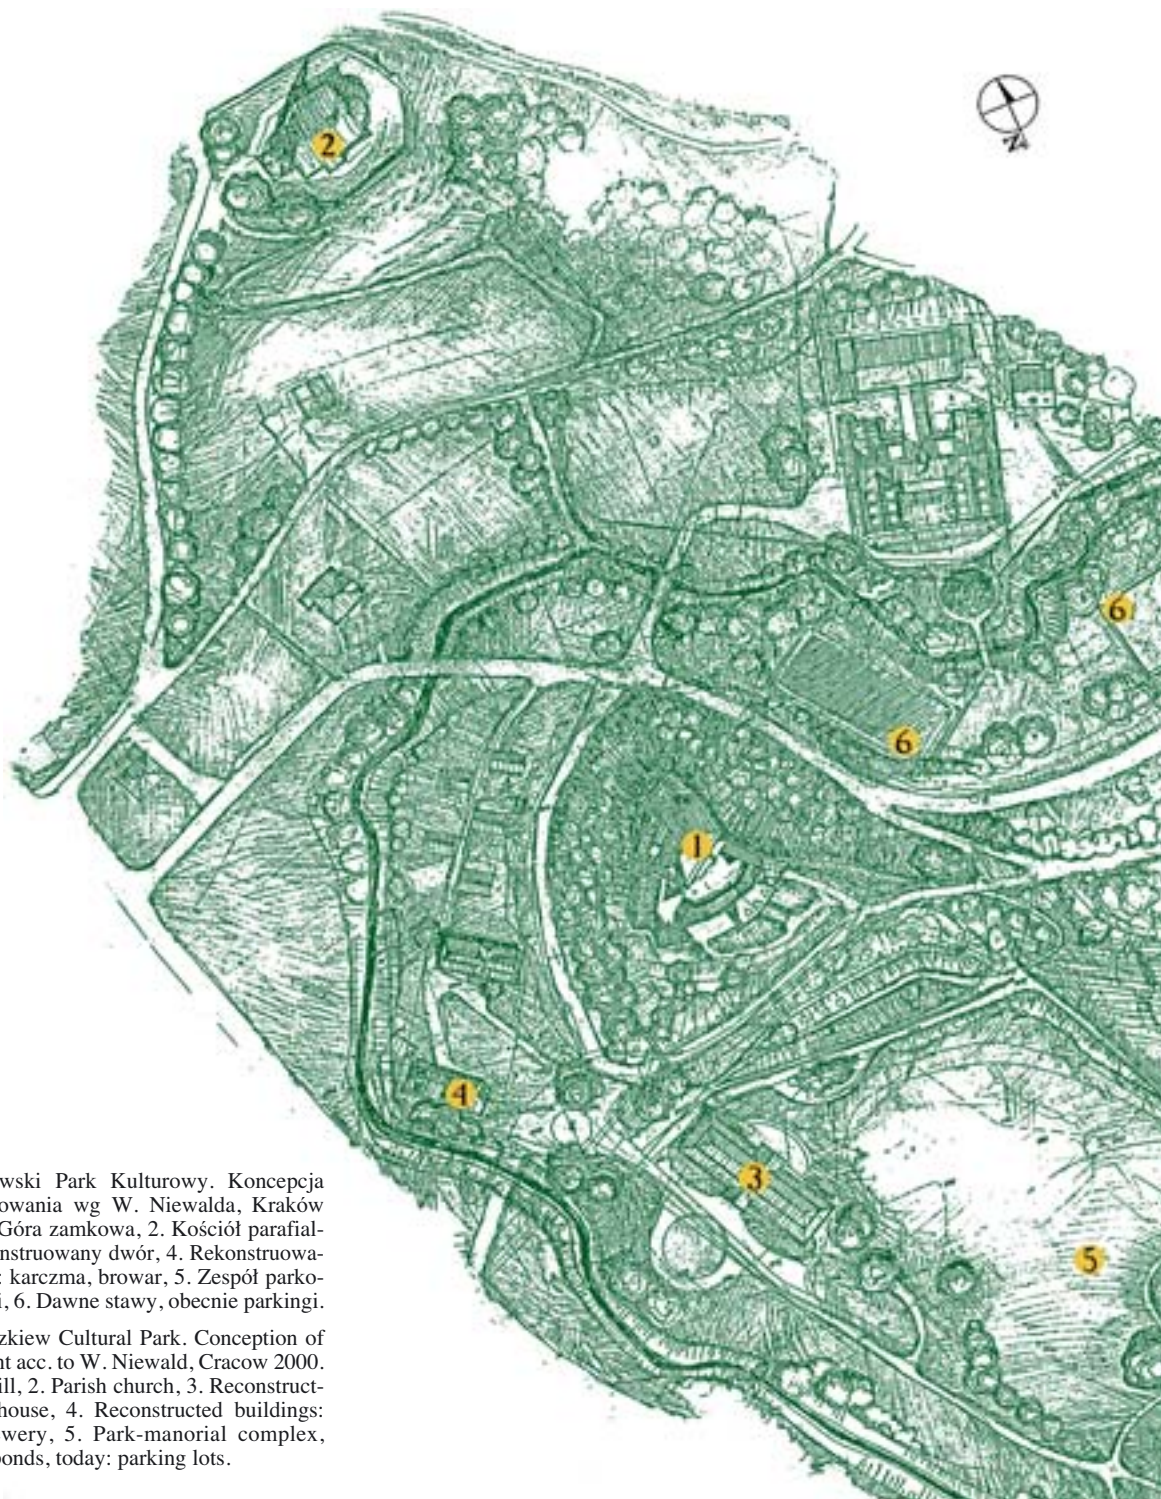 2
6
6
1
4
3
5
wski Park Kulturowy. Koncepcja
owania wg W. Niewalda, Kraków
Góra zamkowa, 2. Kościół parafial-
nstruowany dwór, 4. Rekonstruowa-
: karczma, browar, 5. Zespół parko-
i, 6. Dawne stawy, obecnie parkingi.
zkiew Cultural Park. Conception of
nt acc. to W. Niewald, Cracow 2000.
ill, 2. Parish church, 3. Reconstruct-
house, 4. Reconstructed buildings:
wery, 5. Park-manorial complex,
onds, today: parking lots.